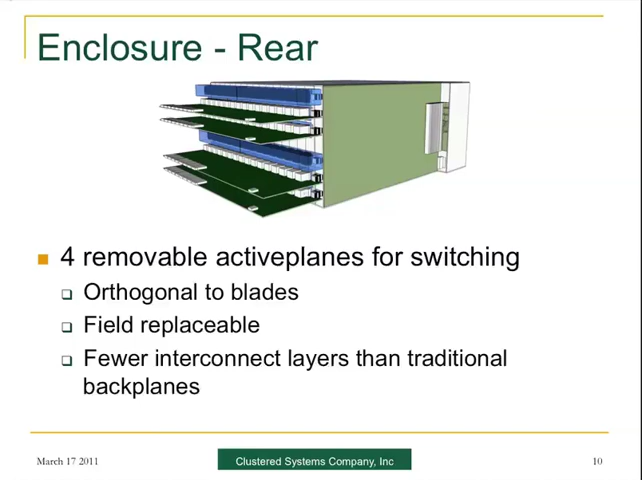 Enclosure - Rear
4 removable activeplanes for switching
Orthogonal to blades
Field replaceable
Fewer interconnect layers than traditional
backplanes
March 17 2011
Clustered Systems Company, Inc
10